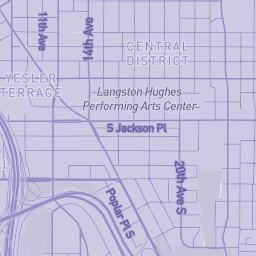 11th Ave
14th Ave
CENTRAL
DISTRICT
YESLER
TERRACE
Langston Hughes
Performing Arts Center
S Jackson Pl
20th Ave S
Poplar Pl S